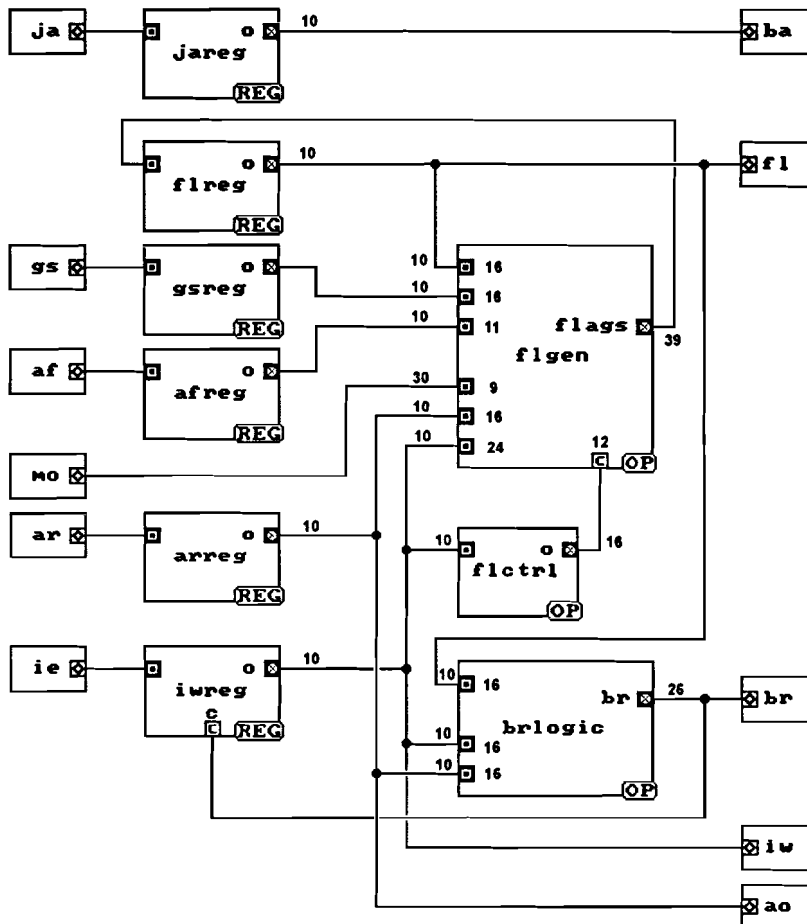 ja o 10 ba
jareg
REG
10
o fl
flreg
REG
10 16
gs o 10 16
gsreg
10 11 flags
REG
flgen 39
af o 30 9
afreg
10 16
REG 12
10 24 C OP
mo
ar o 10
arreg
10 o 16
flctrl
REG
OP
ie o 10
iwreg
10 16 br 26 br
C
C REG
brlogic
10 16
10 16
OP
iw
ao